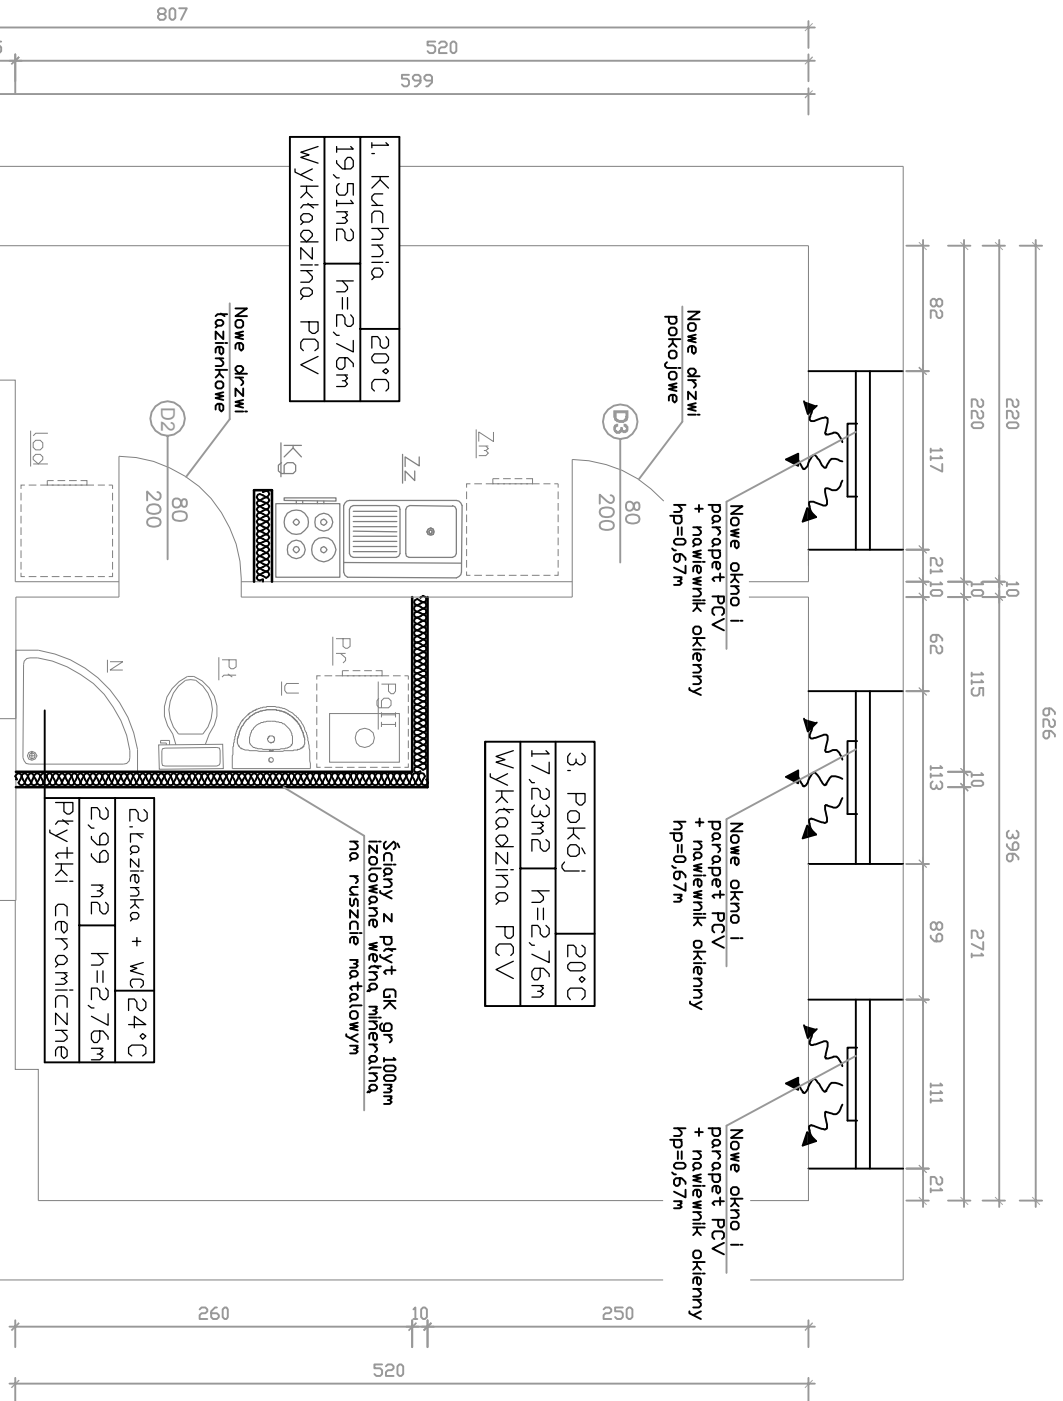 807
520
599
1. Kuchnia 20°C
19,51m2 h=2,76m
Wykładzina PCV
Nowe drzwi
łazienkowe
Nowe drzwi
pokojowe
D2
80
200
D3
80
200
lod
Kg
Zz
Zm
Nowe okno i
parapet PCV
+ nawiewnik okienny
hp=0,67m
Nowe okno i
parapet PCV
+ nawiewnik okienny
hp=0,67m
Nowe okno i
parapet PCV
+ nawiewnik okienny
hp=0,67m
N
Pł
U
Pr
PgII
3. Pokój 20°C
17,23m2 h=2,76m
Wykładzina PCV
2.Łazienka + WC 24°C
2,99 m2 h=2,76m
Płytki ceramiczne
Ściany z płyt GK gr 100mm
izolowane wełną mineralną
na ruszcie matalowym
82
117
21
10
62
113
89
111
21
220
10
115
10
271
220
10
396
626
260
10
250
520